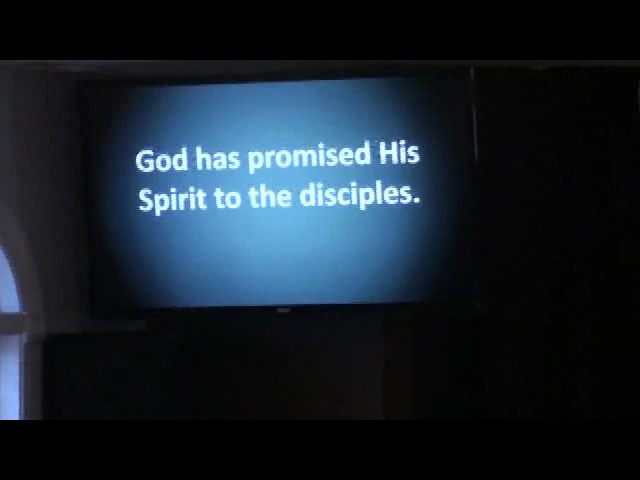 God has promised His
Spirit to the disciples.